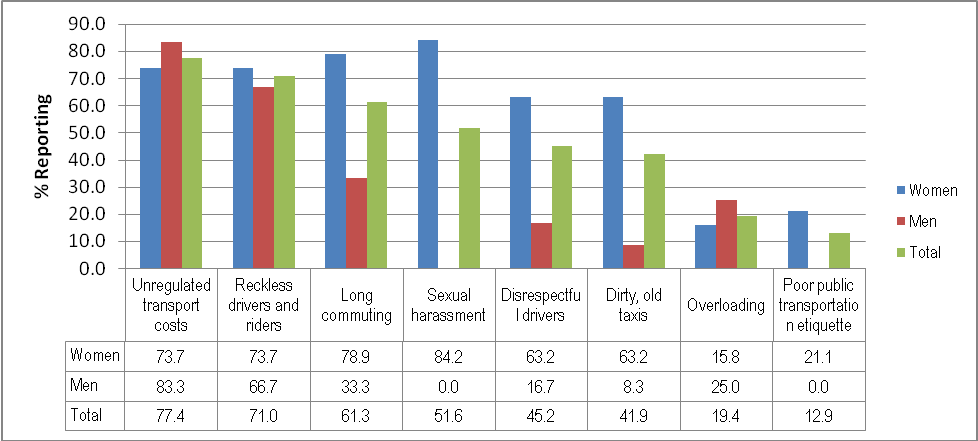 90.0
80.0
70.0
60.0
50.0
40.0
30.0
20.0
10.0
0.0
% Reporting
Women
Men
Total
Unregulated
transport
costs
Reckless
drivers and
riders
Long
commuting
Sexual
harassment
Disrespectfu
l drivers
Dirty, old
taxis
Overloading
Poor public
transportatio
n etiquette
Women 73.7 73.7 78.9 84.2 63.2 63.2 15.8 21.1
Men 83.3 66.7 33.3 0.0 16.7 8.3 25.0 0.0
Total 77.4 71.0 61.3 51.6 45.2 41.9 19.4 12.9